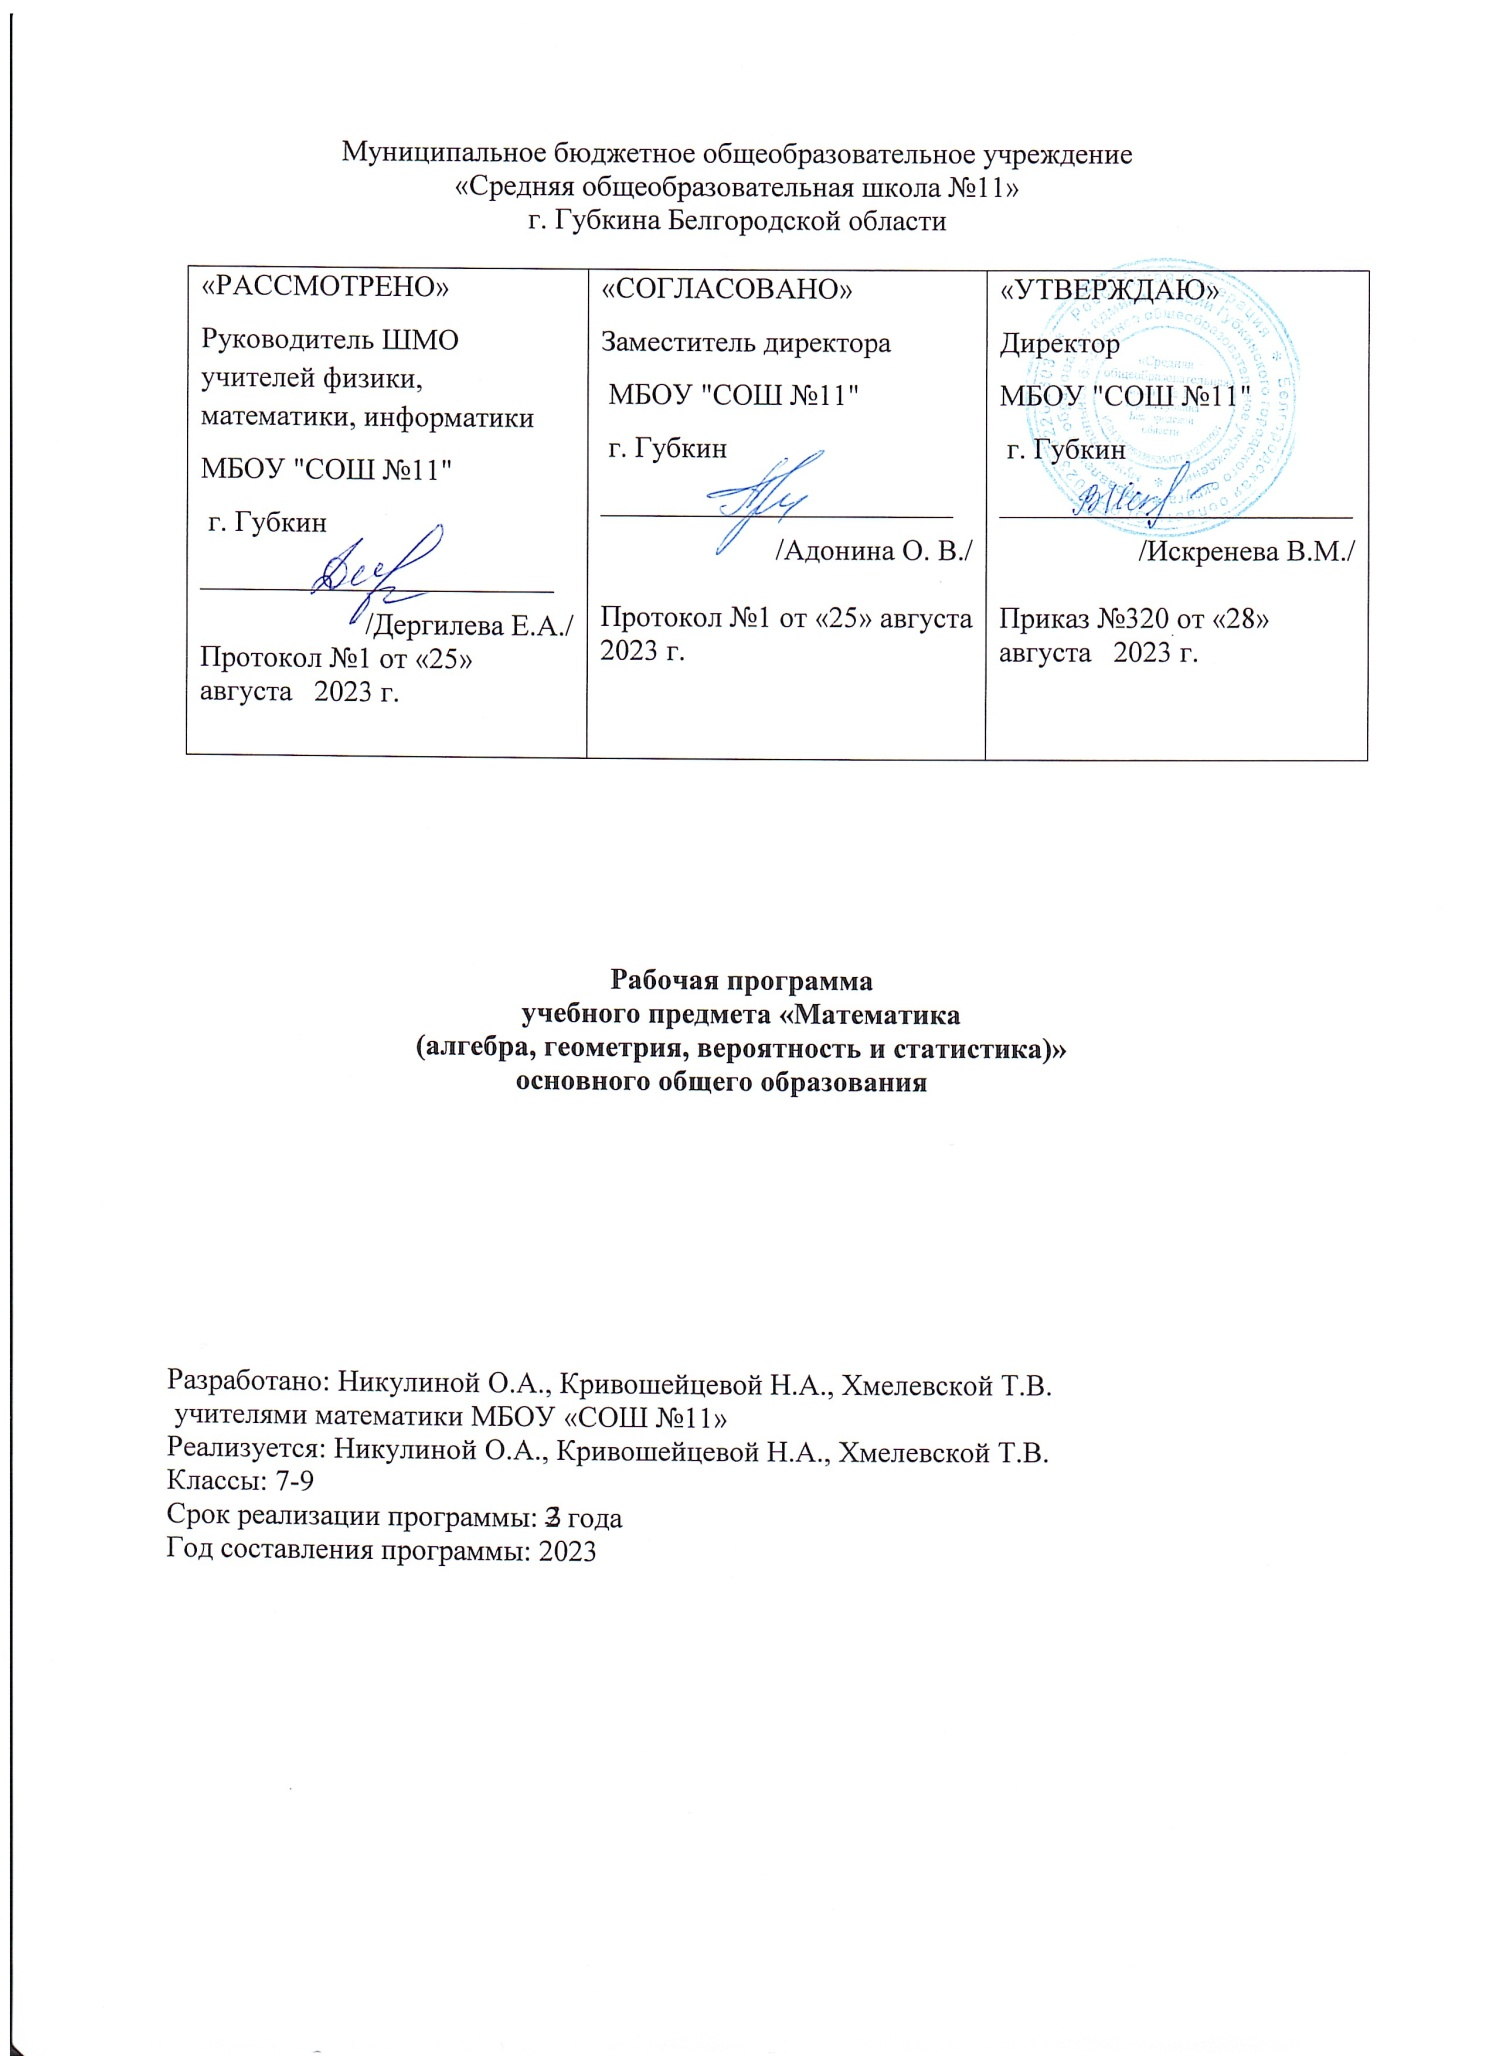 Муниципальное бюджетное общеобразовательное учреждение
«Средняя общеобразовательная школа №11»
г. Губкина Белгородской области
«РАССМОТРЕНО»
Руководитель ШМО
учителей физики,
математики, информатики
МБОУ "СОШ №11"
г. Губкин
/Дергилева Е.А./
Протокол №1 от «25»
августа 2023 г.
«СОГЛАСОВАНО»
Заместитель директора
МБОУ "СОШ №11"
г. Губкин
/Адонина О. В./
Протокол №1 от «25» августа
2023 г.
«УТВЕРЖДАЮ»
Директор
МБОУ "СОШ №11"
г. Губкин
/Искренева В.М./
Приказ №320 от «28»
августа 2023 г.
Рабочая программа
учебного предмета «Математика
(алгебра, геометрия, вероятность и статистика)»
основного общего образования
Разработано: Никулиной О.А., Кривошейцевой Н.А., Хмелевской Т.В.
учителями математики МБОУ «СОШ №11»
Реализуется: Никулиной О.А., Кривошейцевой Н.А., Хмелевской Т.В.
Классы: 7-9
Срок реализации программы: 3 года
Год составления программы: 2023